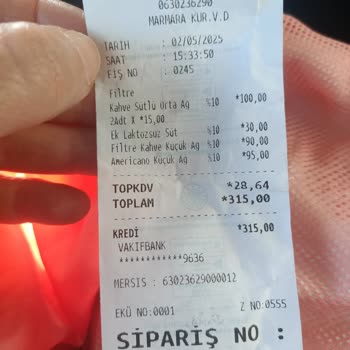 0630236290
MARMARA KUR.V.D
TARİH : 02/05/2025
SAAT : 15:33:50
FİŞ NO : 0245
Filtre
Kahve Sütlü Orta Ag %10 *100,00
2Adt X *15,00
Ek Laktozsuz Süt %10 *30,00
Filtre Kahve Küçük Ag %10 *90,00
Americano Küçük Ag %10 *95,00
TOPKDV *28,64
TOPLAM *315,00
KREDİ *315,00
VAKIFBANK
************9636
MERSIS : 63023629000012
EKÜ NO:0001 Z NO:0555
SİPARİŞ NO :